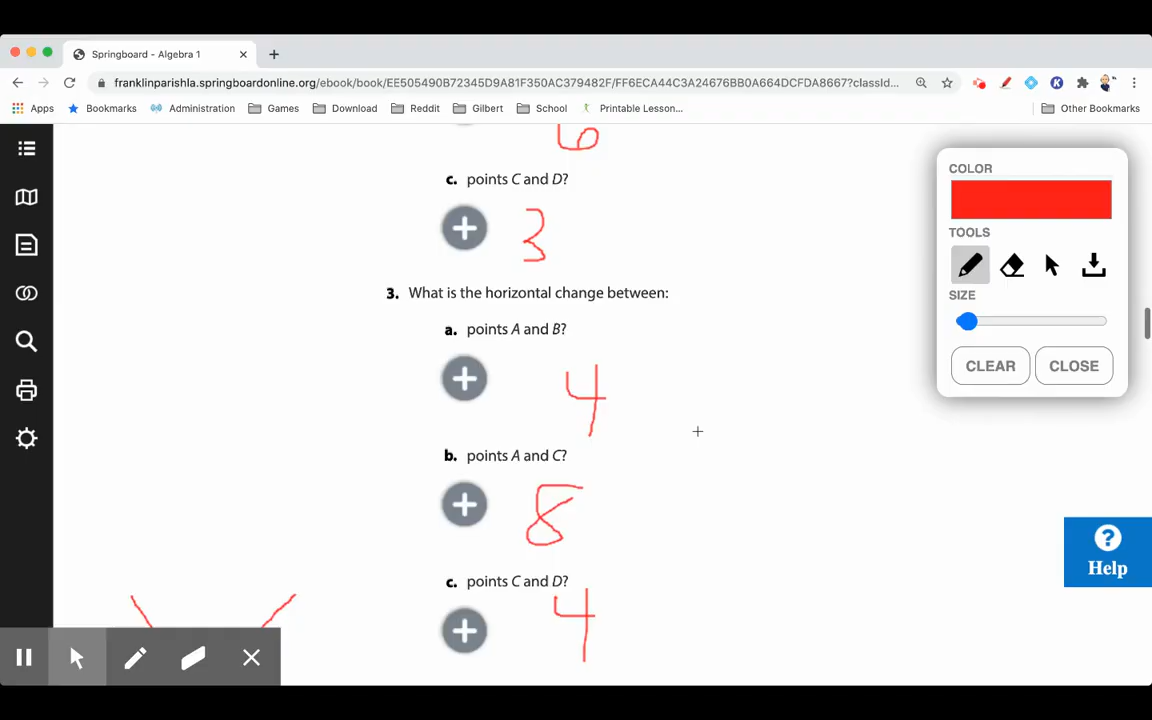 Springboard - Algebra 1
franklinparishla.springboardonline.org/ebook/book/EE505490B72345D9A81F350AC379482F/FF6ECA44C3A24676BB0A664DCFDA8667?classId...
Apps Bookmarks Administration Games Download Reddit Gilbert School Printable Lesson... Other Bookmarks
6
c. points C and D?
3
3. What is the horizontal change between:
a. points A and B?
4
b. points A and C?
8
c. points C and D?
4
COLOR
TOOLS
SIZE
CLEAR CLOSE
? Help